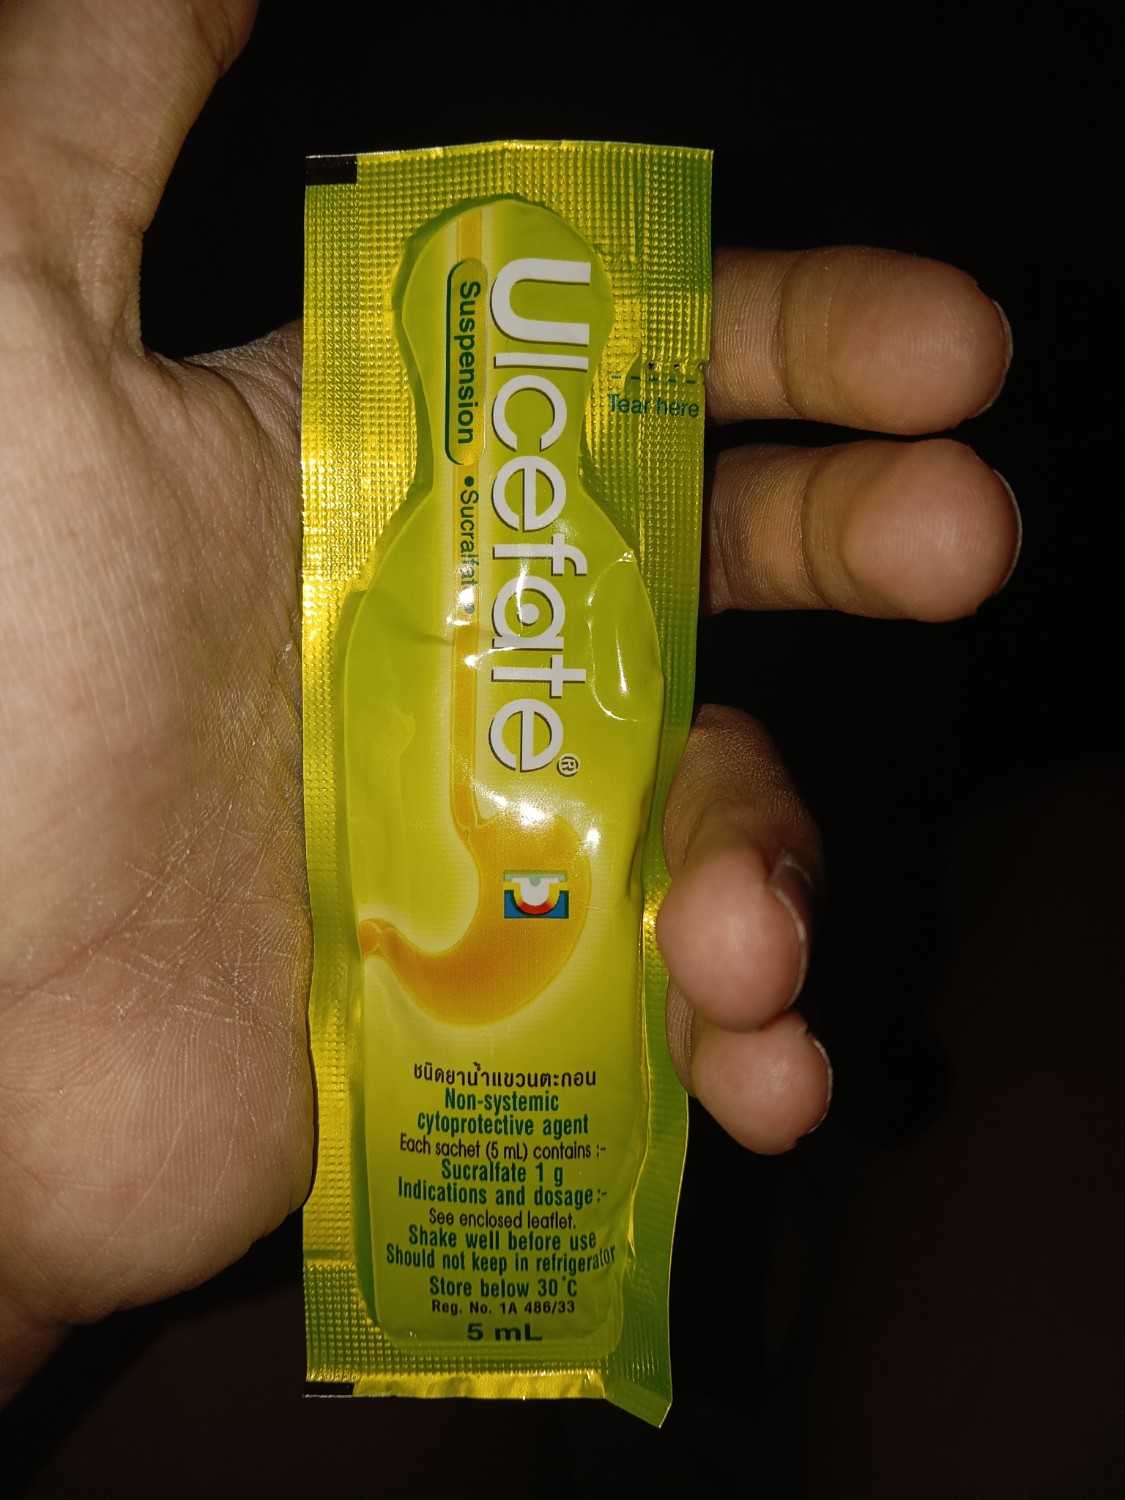 Ulcefate®
Suspension
•Sucralfate•
Tear here
ชนิดยาน้ำแขวนตะกอน
Non-systemic
cytoprotective agent
Each sachet (5 mL) contains :-
Sucralfate 1 g
Indications and dosage:-
See enclosed leaflet.
Shake well before use
Should not keep in refrigerator
Store below 30°C
Reg. No. 1A 486/33
5 mL